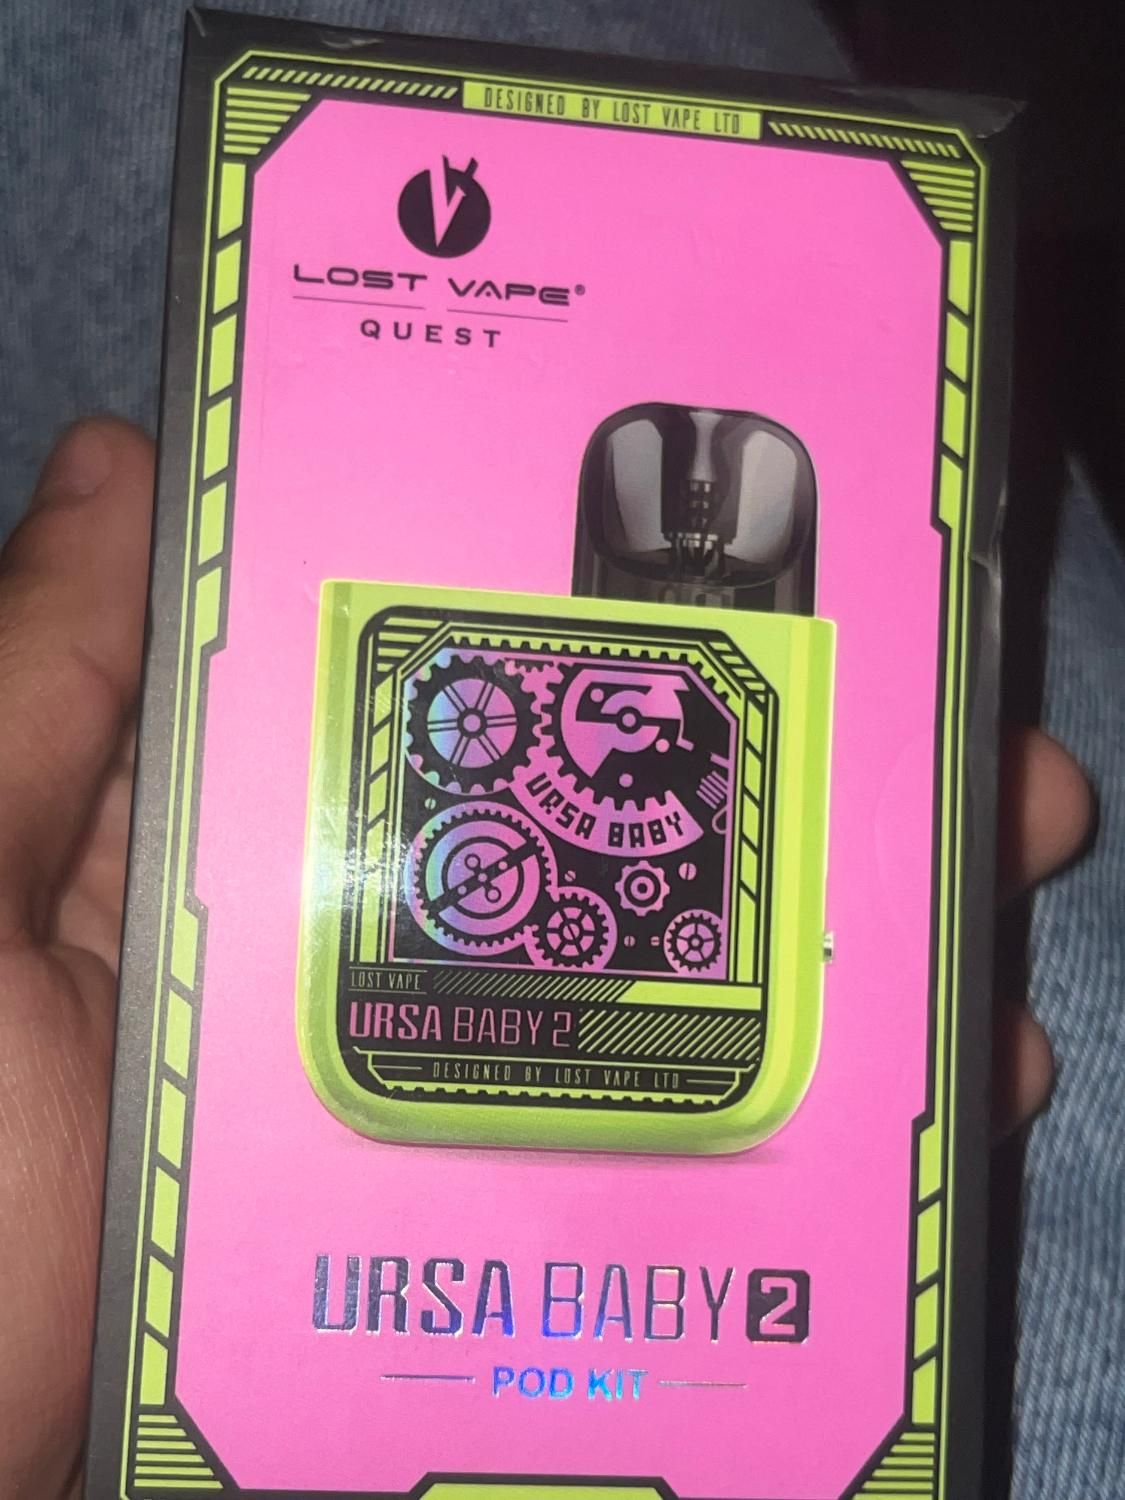 DESIGNED BY LOST VAPE LTD
LOST VAPE®
QUEST
URSA BABY
LOST VAPE
URSA BABY 2
DESIGNED BY LOST VAPE LTD
URSA BABY 2
POD KIT